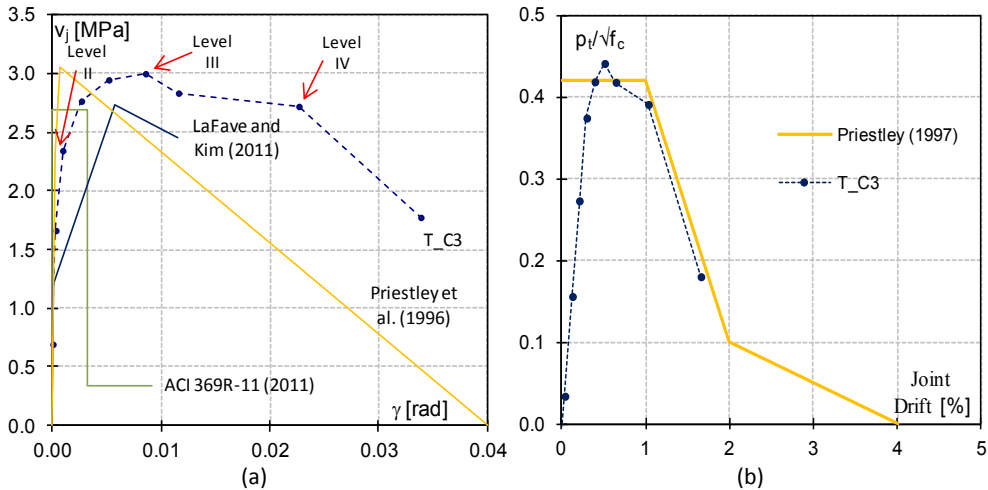 v_j [MPa]
3.5
3.0
2.5
2.0
1.5
1.0
0.5
0.0
Level
II
Level
III
Level
IV
LaFave and
Kim (2011)
T_C3
Priestley et
al. (1996)
ACI 369R-11 (2011)
γ [rad]
0.00
0.01
0.02
0.03
0.04
(a)
p_t/√f_c
0.5
0.4
0.3
0.2
0.1
0.0
Priestley (1997)
T_C3
Joint
Drift [%]
0
1
2
3
4
5
(b)